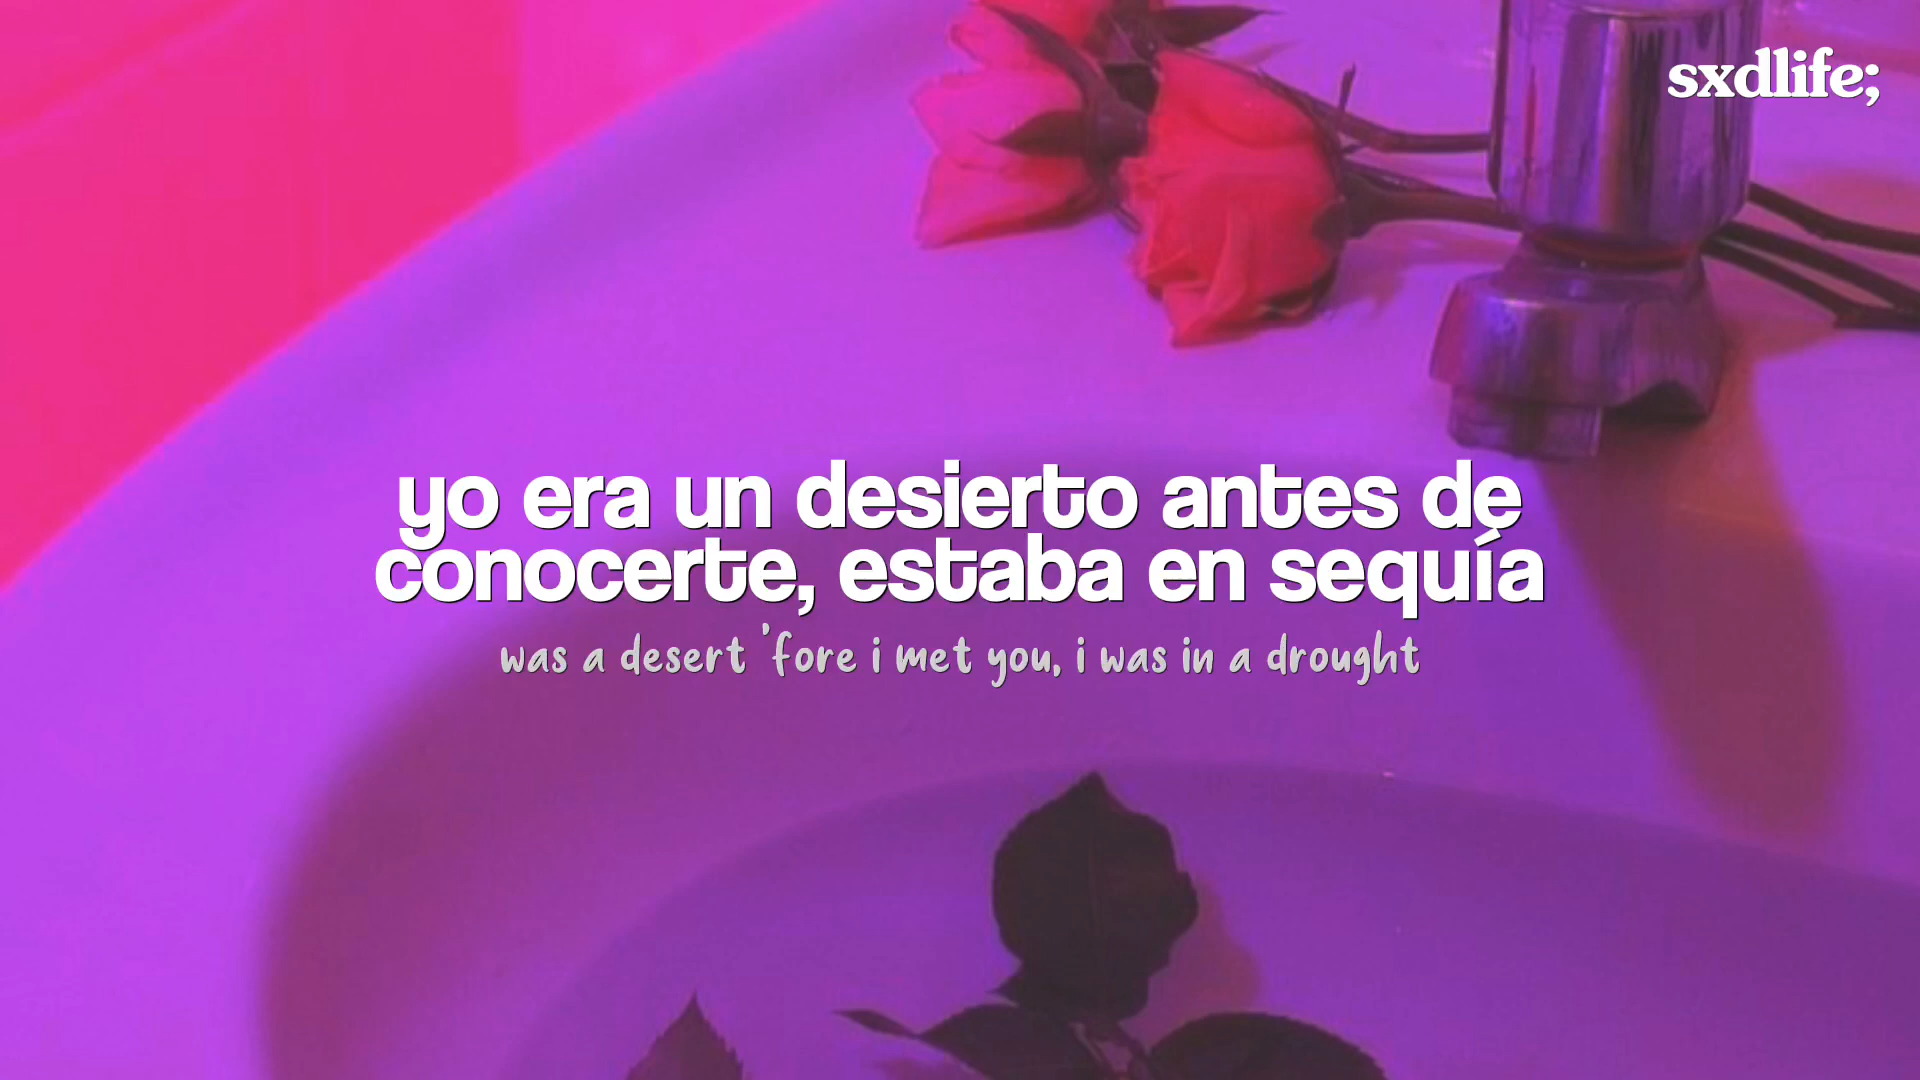 sxdlife;
yo era un desierto antes de
conocerte, estaba en sequía
was a desert 'fore i met you, i was in a drought